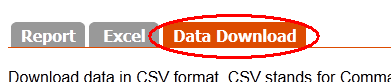 Report Excel Data Download
Download data in CSV format. CSV stands for Comma